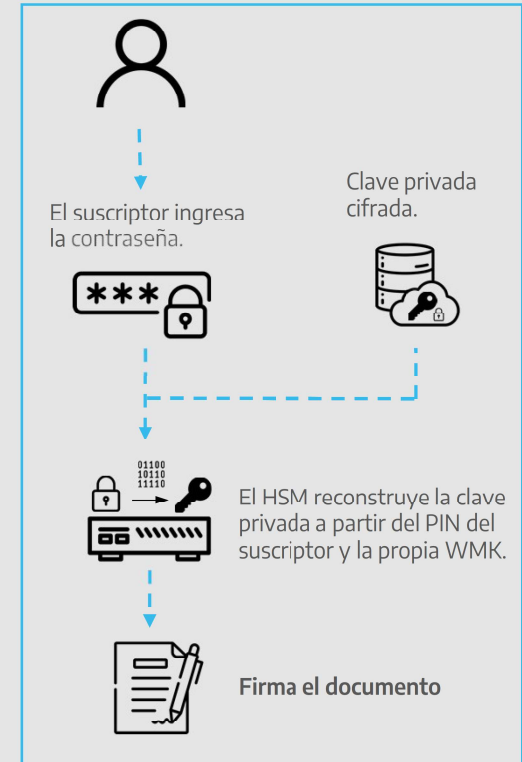 El suscriptor ingresa
la contraseña.
Clave privada
cifrada.
***
01100
10110
11110
El HSM reconstruye la clave
privada a partir del PIN del
suscriptor y la propia WMK.
Firma el documento